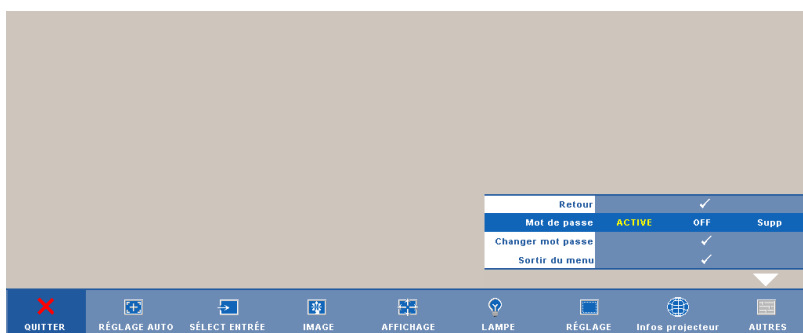 Retour
Mot de passe ACTIVE OFF Supp
Changer mot passe
Sortir du menu
QUITTER RÉGLAGE AUTO SÉLECT ENTRÉE IMAGE AFFICHAGE LAMPE RÉGLAGE Infos projecteur AUTRES